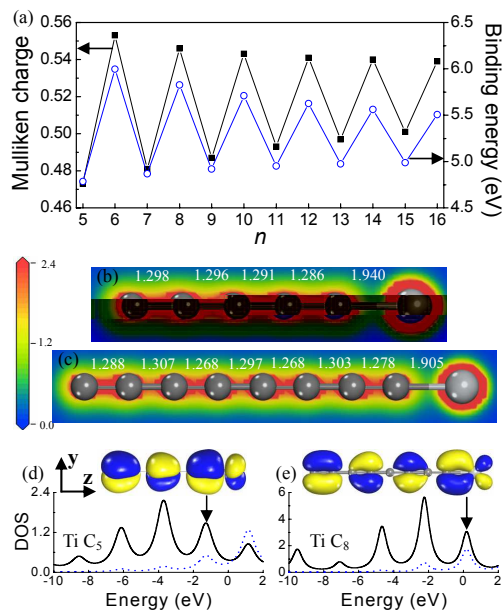 (a)
0.56
0.54
0.52
0.50
0.48
0.46
Mulliken charge
6.5
6.0
5.5
5.0
4.5
Binding energy (eV)
5 6 7 8 9 10 11 12 13 14 15 16
n
2.4
1.2
0.0
(b)
1.298 1.296 1.291 1.286 1.940
(c)
1.288 1.307 1.268 1.297 1.268 1.303 1.278 1.905
(d) y z
2.4
1.2
0.0
DOS
Ti C5
-10 -8 -6 -4 -2 0 2
Energy (eV)
(e)
6
4
2
0
Ti C8
-10 -8 -6 -4 -2 0 2
Energy (eV)